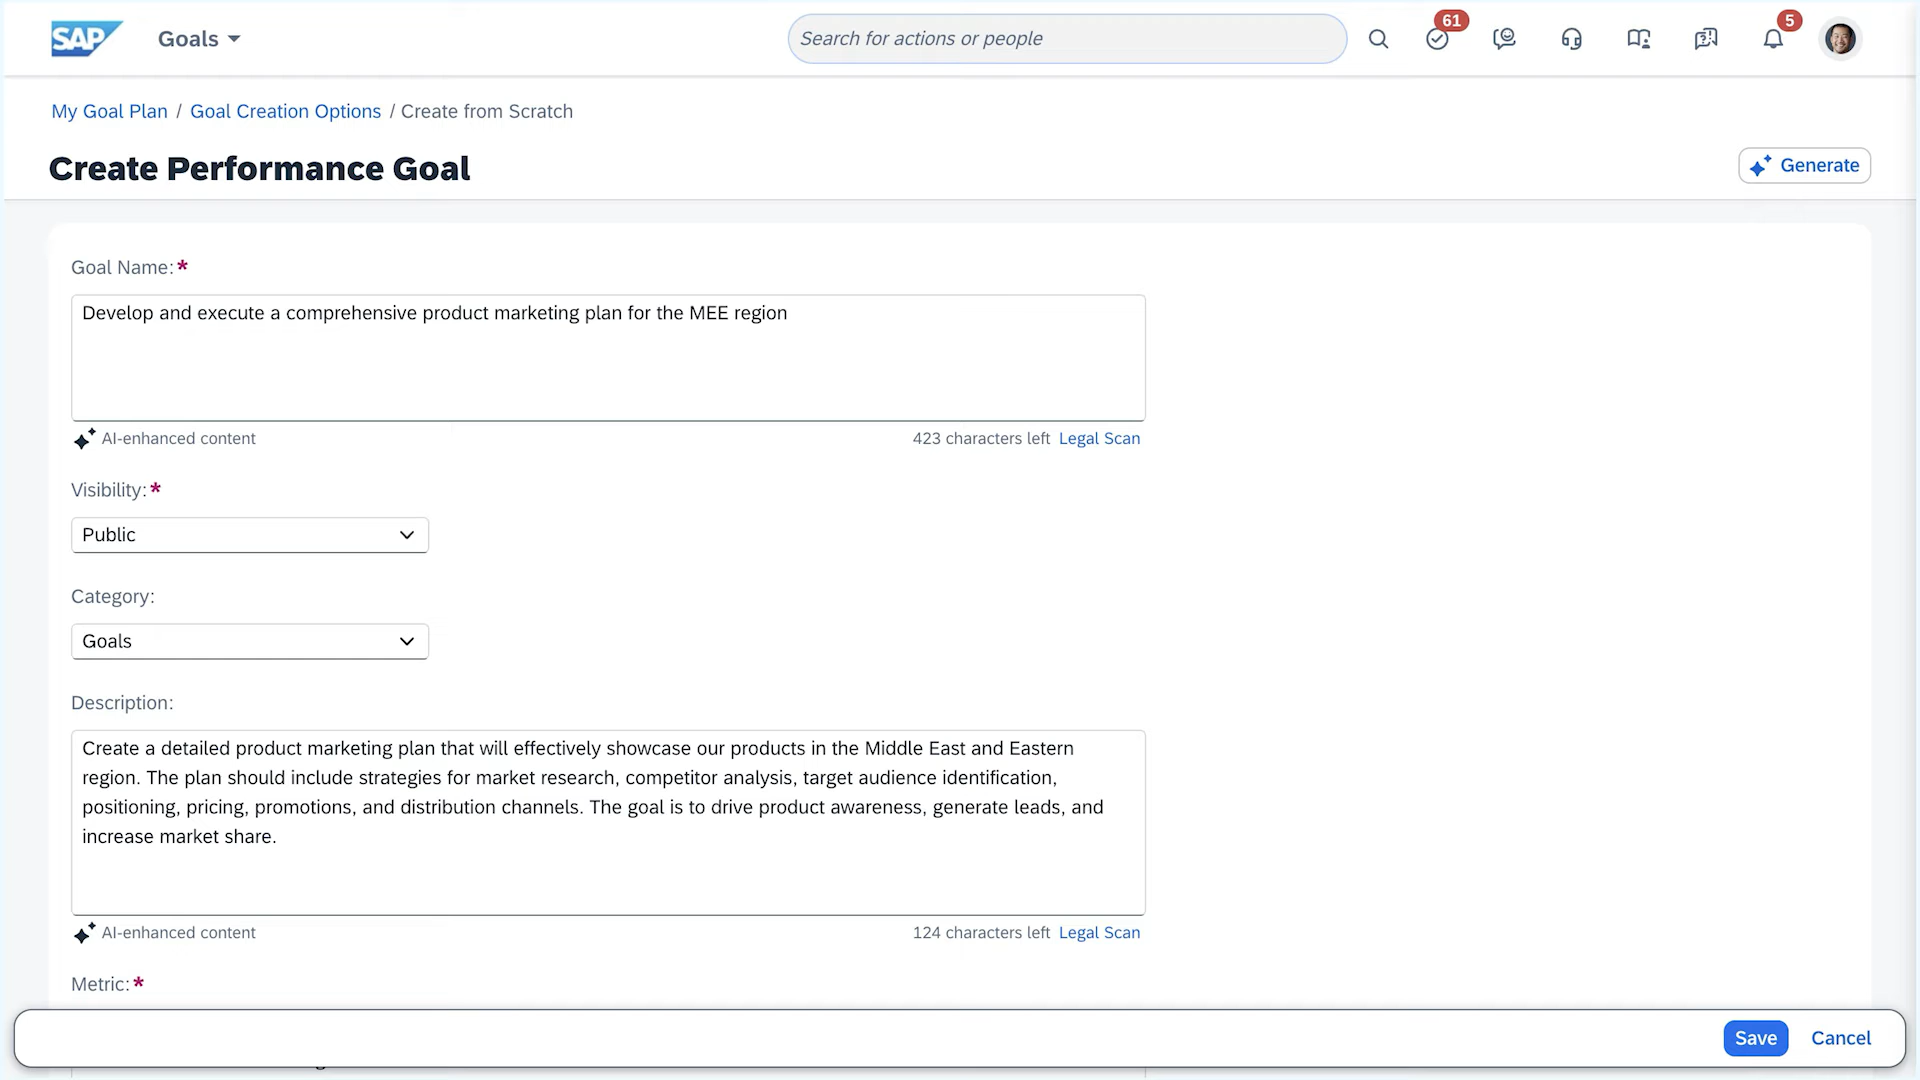 SAP
Goals
Search for actions or people
61
5
My Goal Plan / Goal Creation Options / Create from Scratch
Create Performance Goal
Generate
Goal Name:*
Develop and execute a comprehensive product marketing plan for the MEE region
AI-enhanced content
423 characters left Legal Scan
Visibility:*
Public
Category:
Goals
Description:
Create a detailed product marketing plan that will effectively showcase our products in the Middle East and Eastern
region. The plan should include strategies for market research, competitor analysis, target audience identification,
positioning, pricing, promotions, and distribution channels. The goal is to drive product awareness, generate leads, and
increase market share.
AI-enhanced content
124 characters left Legal Scan
Metric:*
Save
Cancel